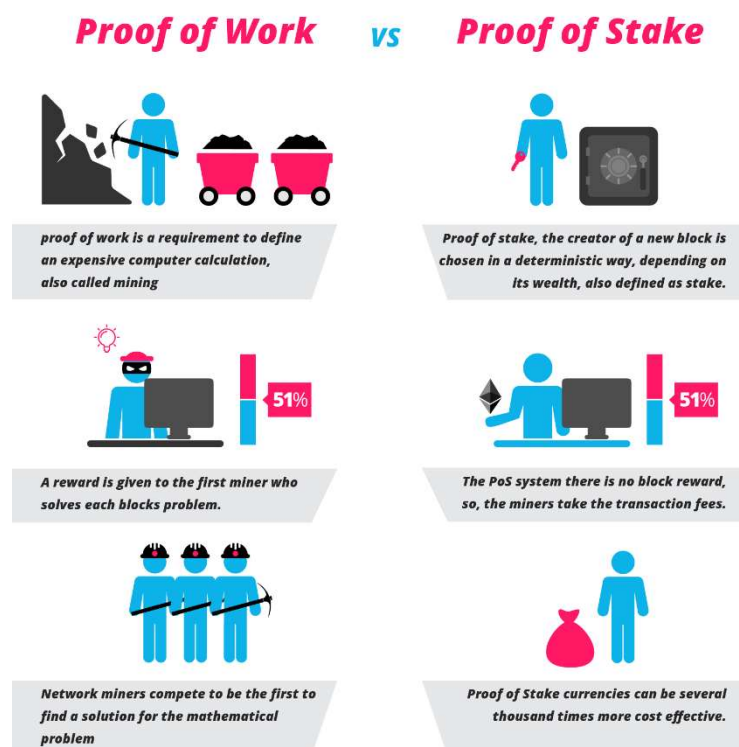 Proof of Work vs Proof of Stake
proof of work is a requirement to define
an expensive computer calculation,
also called mining
Proof of stake, the creator of a new block is
chosen in a deterministic way, depending on
its wealth, also defined as stake.
51%
51%
A reward is given to the first miner who
solves each blocks problem.
The PoS system there is no block reward,
so, the miners take the transaction fees.
Network miners compete to be the first to
find a solution for the mathematical
problem
Proof of Stake currencies can be several
thousand times more cost effective.